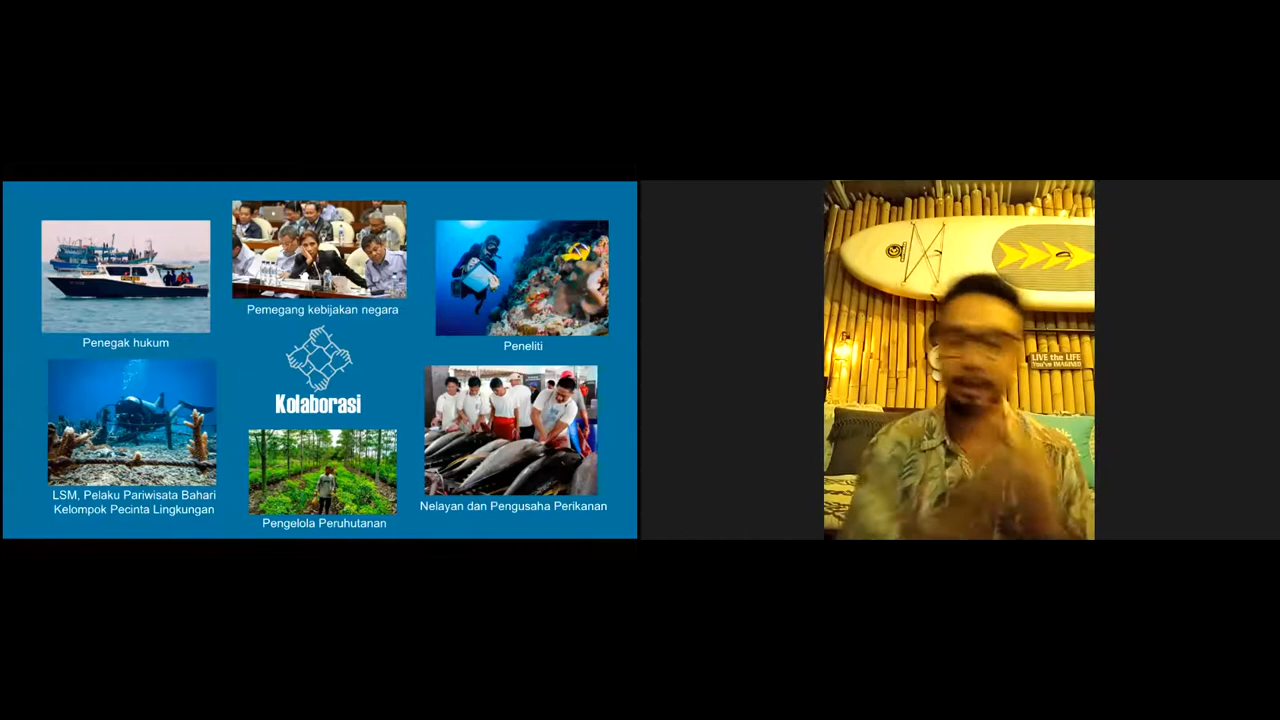 Pemegang kebijakan negara
Penegak hukum
Peneliti
Kolaborasi
LSM, Pelaku Pariwisata Bahari
Kelompok Pecinta Lingkungan
Pengelola Peruhutanan
Nelayan dan Pengusaha Perikanan
LIVE the LIFE
You've IMAGINED